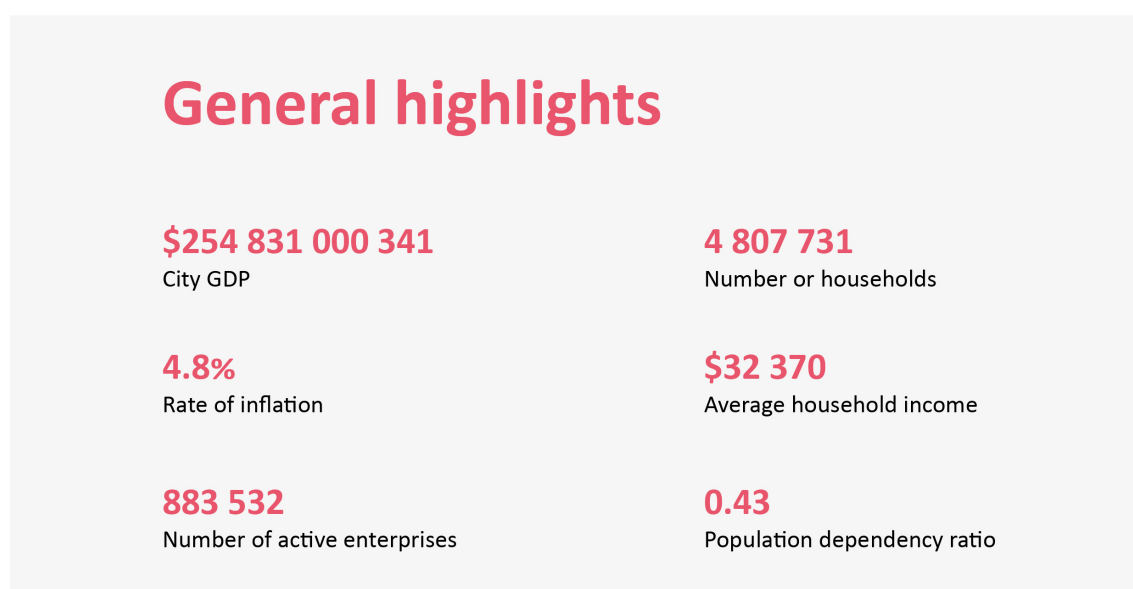 General highlights
$254 831 000 341
City GDP
4 807 731
Number or households
4.8%
Rate of inflation
$32 370
Average household income
883 532
Number of active enterprises
0.43
Population dependency ratio